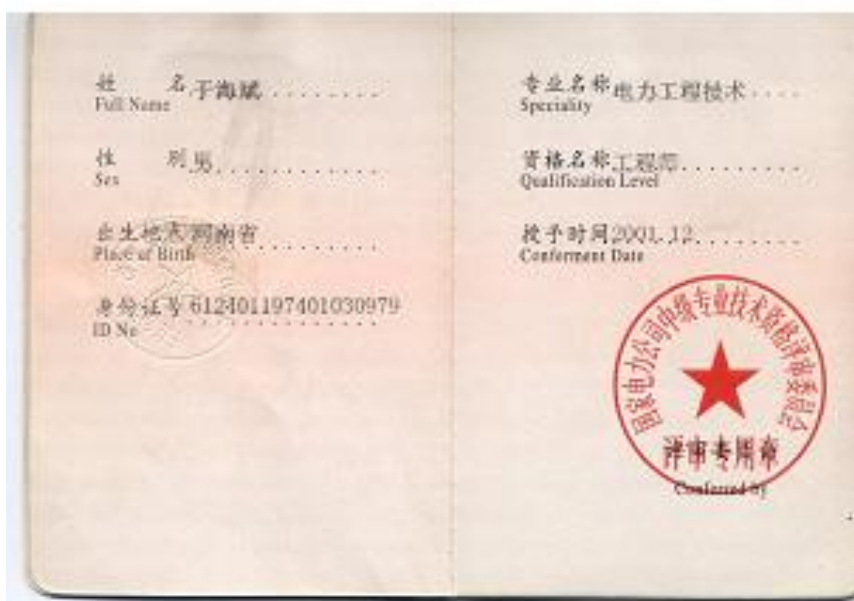 姓 名 于海斌
Full Name
性 别 男
Sex
出生地点 河南省
Place of Birth
身份证号 612401197401030979
ID No
专业名称 电力工程技术
Speciality
资格名称 工程师
Qualification Level
授予时间 2001.12
Conferment Date
国家电力公司中级专业技术资格评审委员会
评审专用章
Conferred by